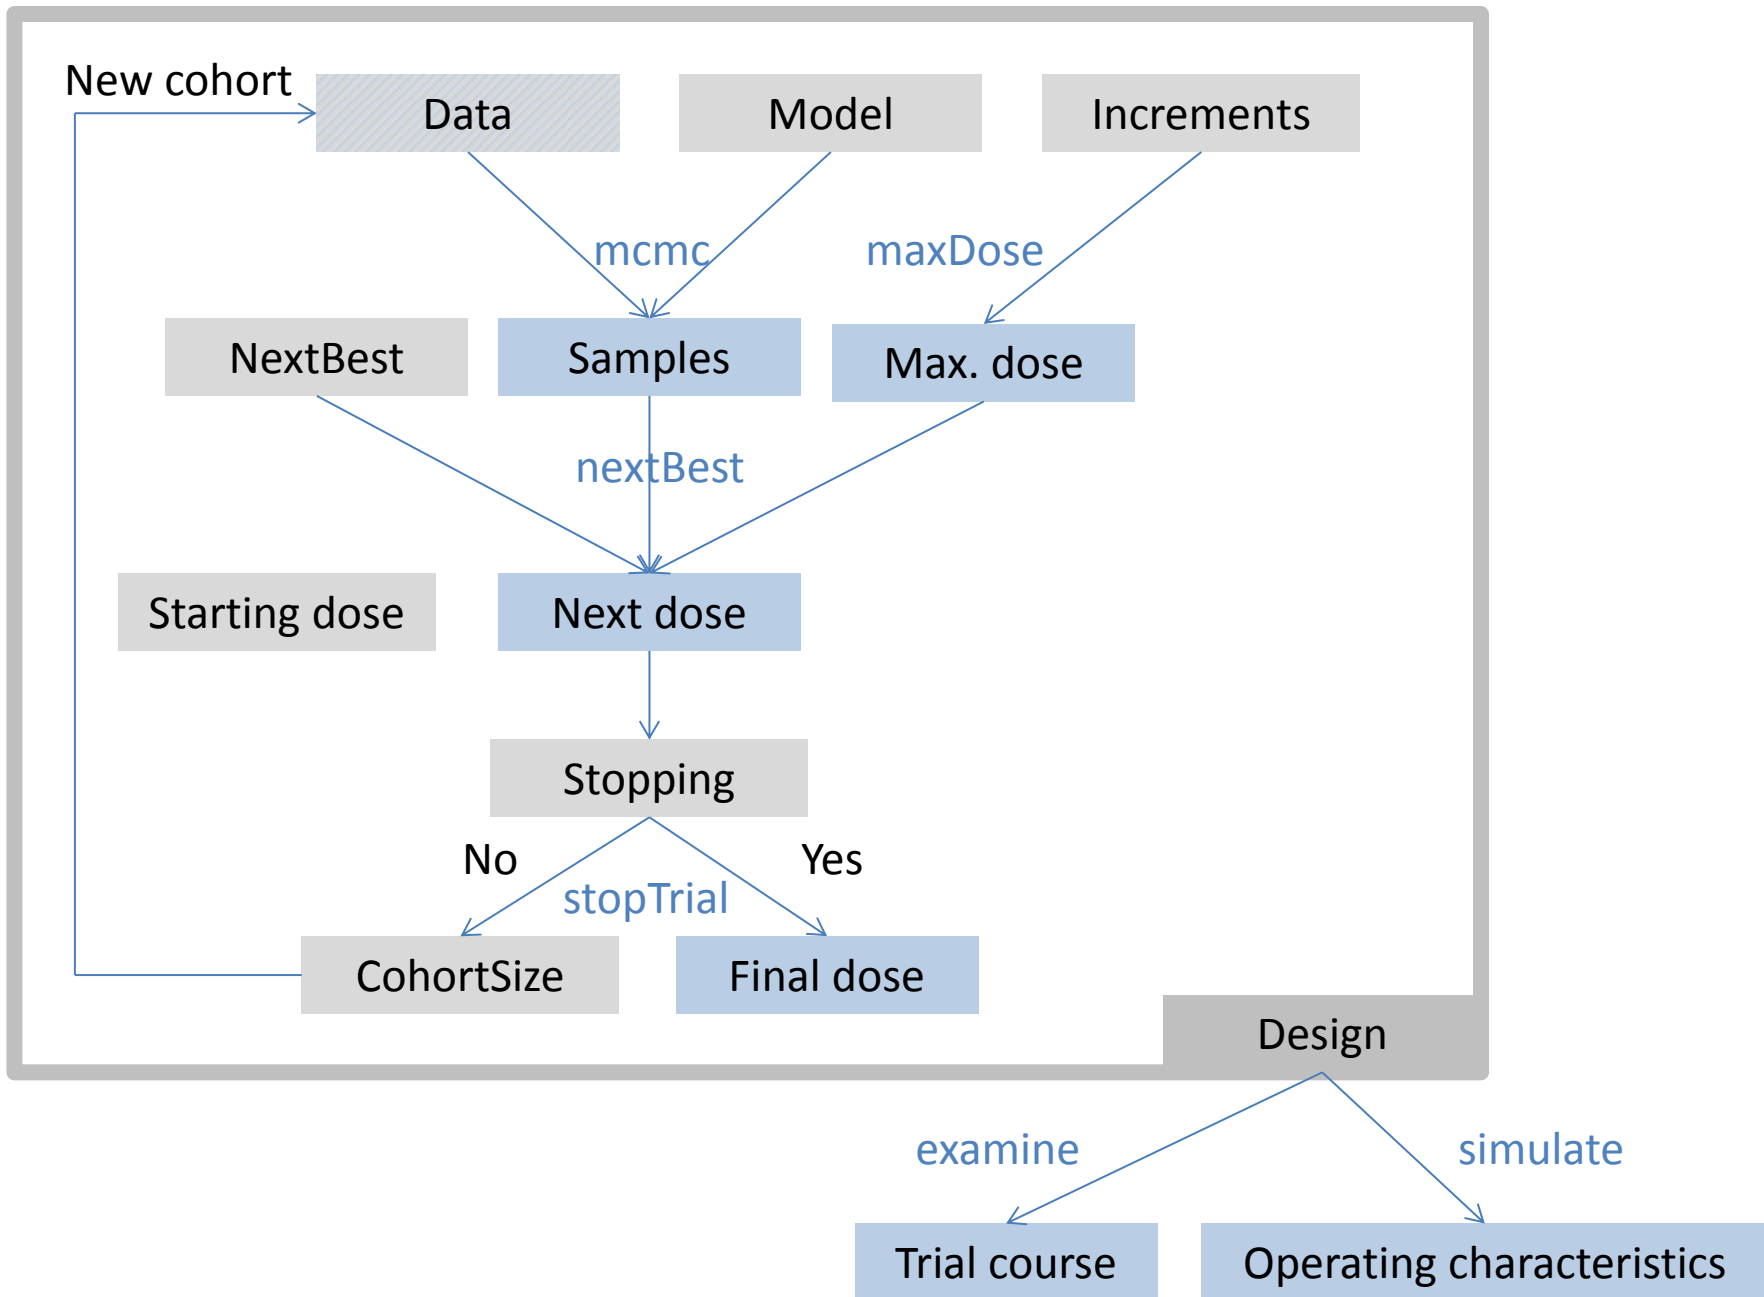 New cohort
Data
Model
Increments
mcmc
maxDose
NextBest
Samples
Max. dose
nextBest
Starting dose
Next dose
Stopping
No
Yes
stopTrial
CohortSize
Final dose
Design
examine
simulate
Trial course
Operating characteristics